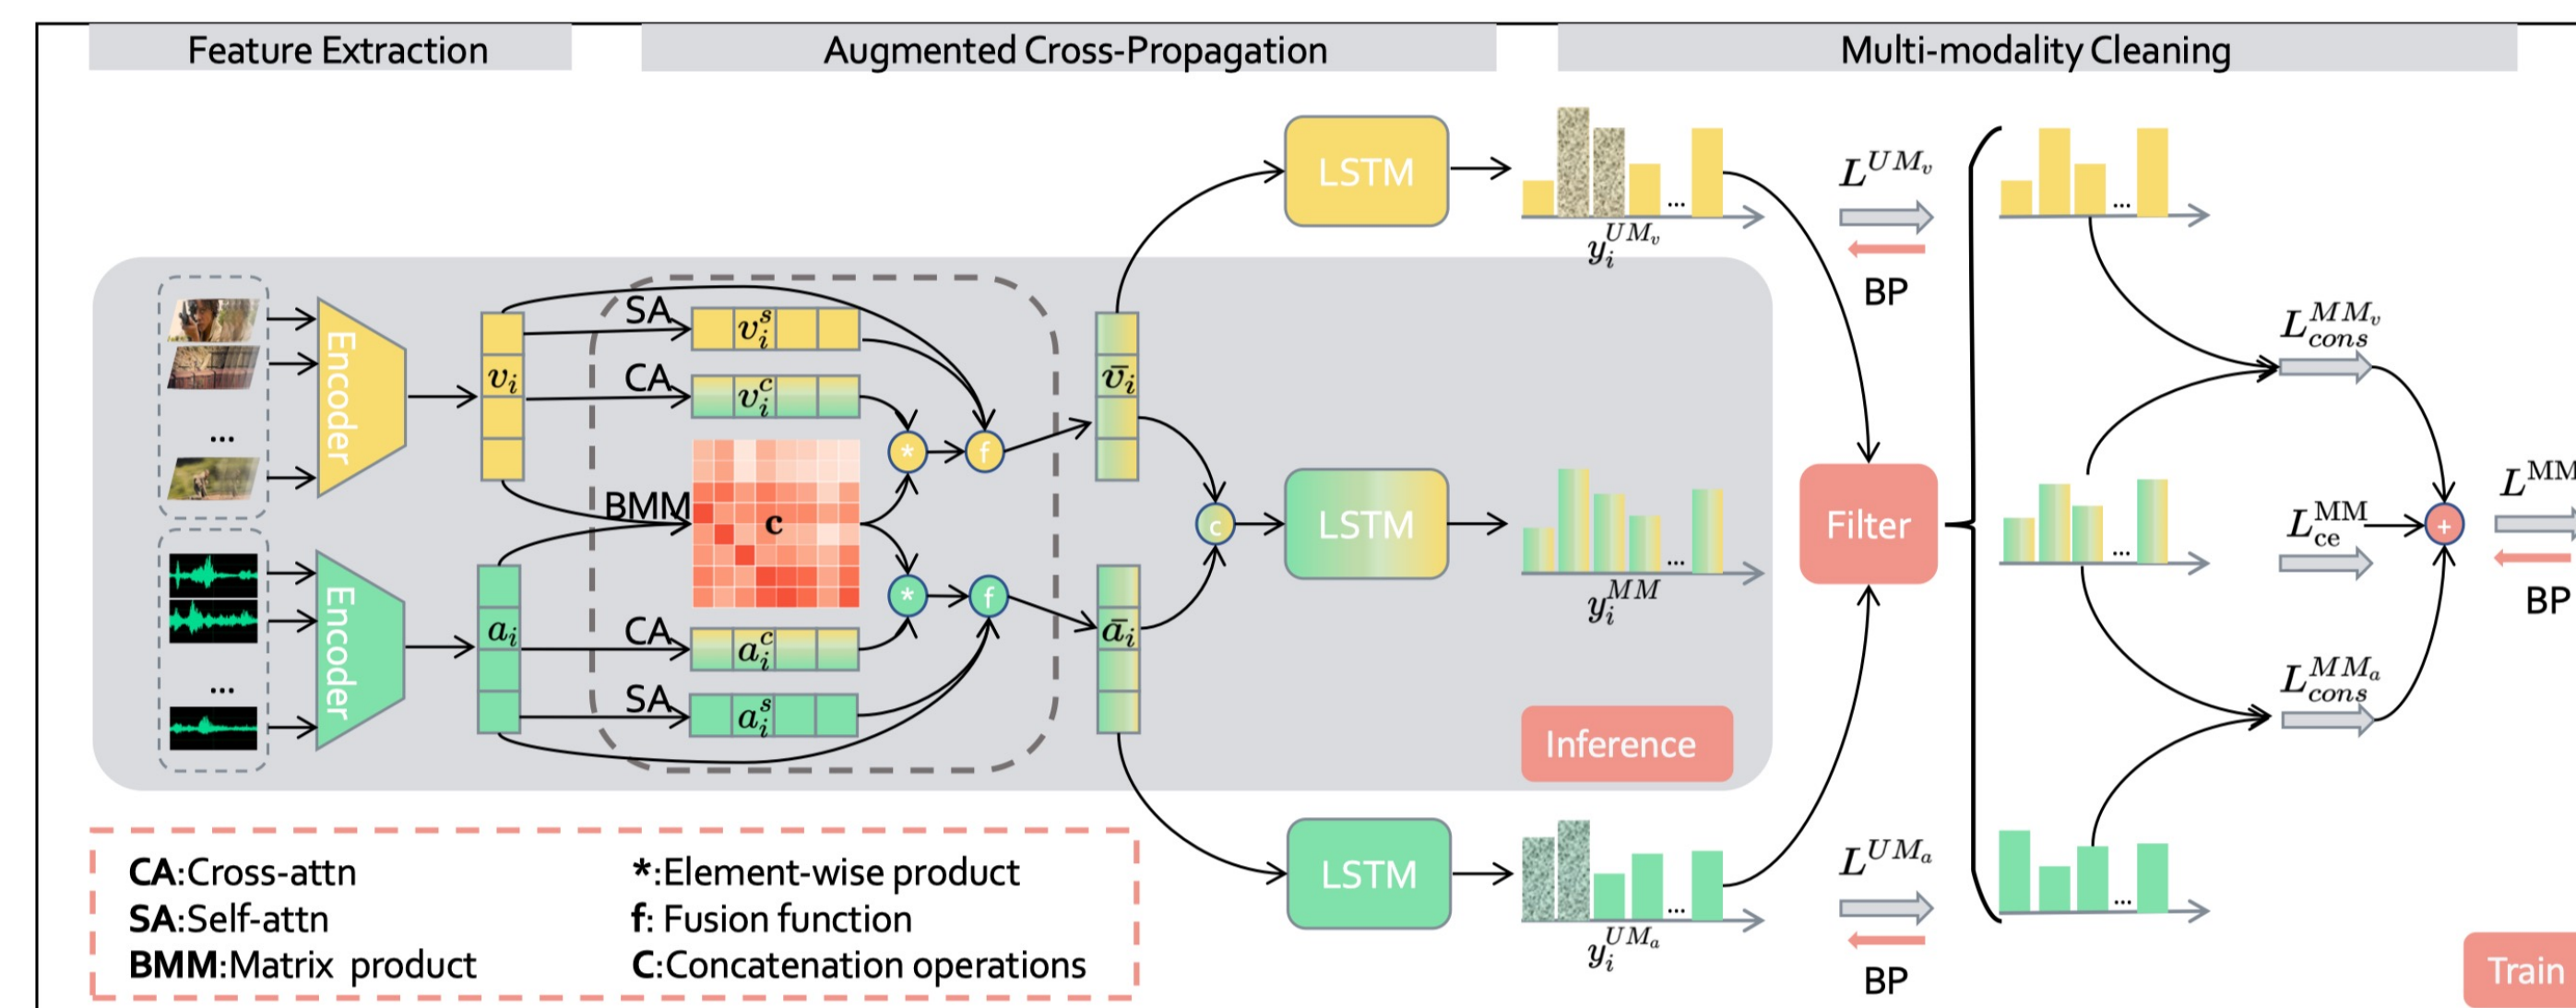 Feature Extraction
Augmented Cross-Propagation
Multi-modality Cleaning
LSTM
...
y_i^{UM_v}
L^{UM_v}
BP
...
Encoder
...
v_i
SA
v_i^s
CA
v_i^c
*
f
BMM
c
v̄_i
c
LSTM
...
y_i^{MM}
Filter
...
L_{cons}^{MM_v}
L_{ce}^{MM}
+
L^{MM}
BP
Encoder
...
a_i
*
f
CA
a_i^c
SA
a_i^s
ā_i
Inference
L_{cons}^{MM_a}
LSTM
...
y_i^{UM_a}
L^{UM_a}
BP
...
Train
CA:Cross-attn
SA:Self-attn
BMM:Matrix product
*:Element-wise product
f: Fusion function
C:Concatenation operations